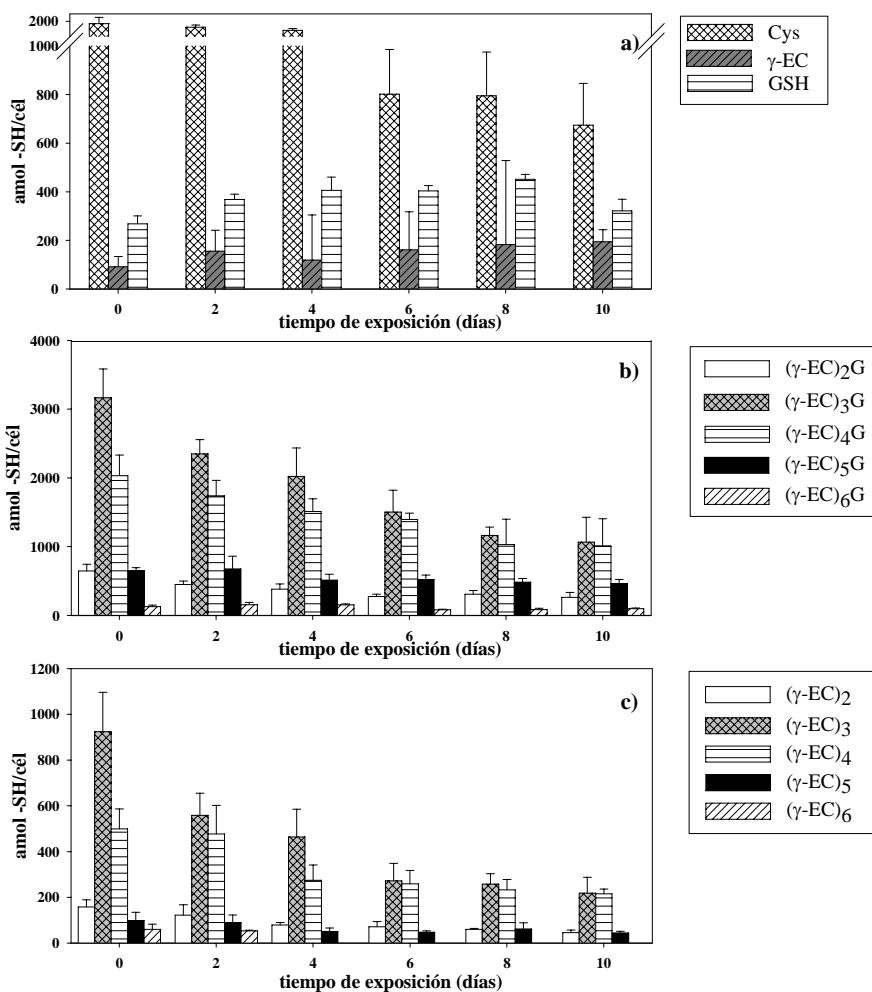 2000
1000
800
600
400
200
0
amol -SH/cél
a)
Cys
γ-EC
GSH
0 2 4 6 8 10
tiempo de exposición (días)
4000
3000
2000
1000
0
amol -SH/cél
b)
(γ-EC)2G
(γ-EC)3G
(γ-EC)4G
(γ-EC)5G
(γ-EC)6G
0 2 4 6 8 10
tiempo de exposición (días)
1200
1000
800
600
400
200
0
amol -SH/cél
c)
(γ-EC)2
(γ-EC)3
(γ-EC)4
(γ-EC)5
(γ-EC)6
0 2 4 6 8 10
tiempo de exposición (días)